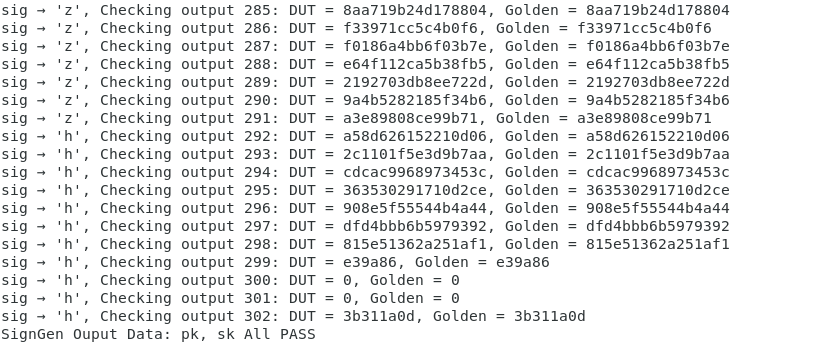 sig → 'z', Checking output 285: DUT = 8aa719b24d178804, Golden = 8aa719b24d178804
sig → 'z', Checking output 286: DUT = f33971cc5c4b0f6, Golden = f33971cc5c4b0f6
sig → 'z', Checking output 287: DUT = f0186a4bb6f03b7e, Golden = f0186a4bb6f03b7e
sig → 'z', Checking output 288: DUT = e64f112ca5b38fb5, Golden = e64f112ca5b38fb5
sig → 'z', Checking output 289: DUT = 2192703db8ee722d, Golden = 2192703db8ee722d
sig → 'z', Checking output 290: DUT = 9a4b5282185f34b6, Golden = 9a4b5282185f34b6
sig → 'z', Checking output 291: DUT = a3e89808ce99b71, Golden = a3e89808ce99b71
sig → 'h', Checking output 292: DUT = a58d626152210d06, Golden = a58d626152210d06
sig → 'h', Checking output 293: DUT = 2c1101f5e3d9b7aa, Golden = 2c1101f5e3d9b7aa
sig → 'h', Checking output 294: DUT = cdcac9968973453c, Golden = cdcac9968973453c
sig → 'h', Checking output 295: DUT = 363530291710d2ce, Golden = 363530291710d2ce
sig → 'h', Checking output 296: DUT = 908e5f55544b4a44, Golden = 908e5f55544b4a44
sig → 'h', Checking output 297: DUT = dfd4bbb6b5979392, Golden = dfd4bbb6b5979392
sig → 'h', Checking output 298: DUT = 815e51362a251af1, Golden = 815e51362a251af1
sig → 'h', Checking output 299: DUT = e39a86, Golden = e39a86
sig → 'h', Checking output 300: DUT = 0, Golden = 0
sig → 'h', Checking output 301: DUT = 0, Golden = 0
sig → 'h', Checking output 302: DUT = 3b311a0d, Golden = 3b311a0d
SignGen Ouput Data: pk, sk All PASS